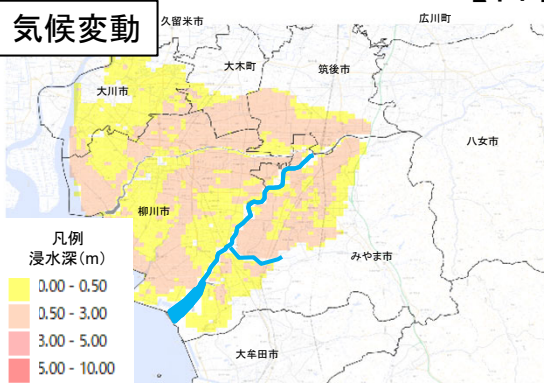 気候変動
久留米市
広川町
大木町
筑後市
大川市
八女市
柳川市
みやま市
大牟田市
凡例
浸水深(m)
0.00 - 0.50
0.50 - 3.00
3.00 - 5.00
5.00 - 10.00